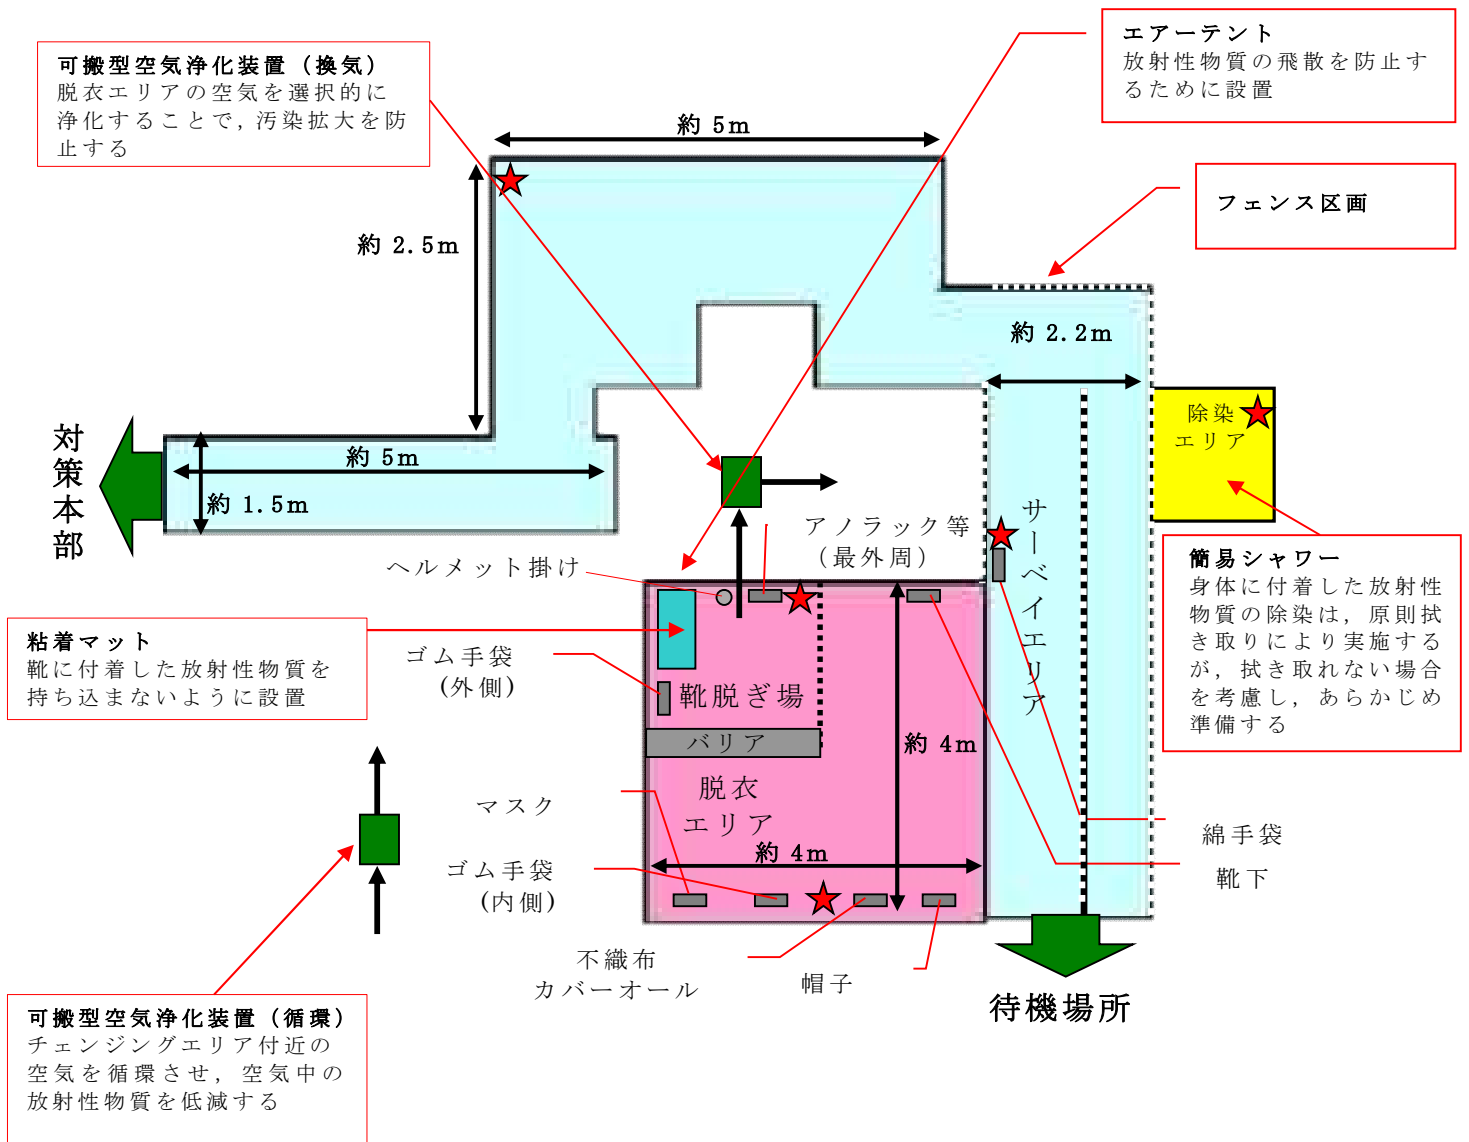 エアーテント
放射性物質の飛散を防止す
るために設置
可搬型空気浄化装置（換気）
脱衣エリアの空気を選択的に
浄化することで，汚染拡大を防
止する
約 5m
フェンス区画
約 2.5m
約 2.2m
除染
エリア
対策本部
約 5m
約 1.5m
サーベイエリア
アノラック等
（最外周）
ヘルメット掛け
簡易シャワー
身体に付着した放射性
物質の除染は，原則拭
き取りにより実施する
が，拭き取れない場合
を考慮し，あらかじめ
準備する
粘着マット
靴に付着した放射性物質を
持ち込まないように設置
ゴム手袋
(外側)
靴脱ぎ場
バリア
約 4m
脱衣
エリア
マスク
約 4m
綿手袋
ゴム手袋
(内側)
靴下
不織布
カバーオール
帽子
待機場所
可搬型空気浄化装置（循環）
チェンジングエリア付近の
空気を循環させ，空気中の
放射性物質を低減する